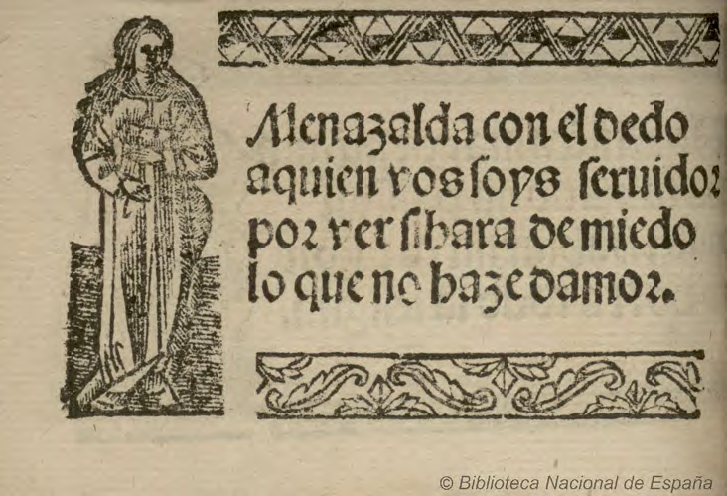 Menazalda con el dedo
aquien vos soys seruidor
por ver si hara de miedo
lo que no haze damor.
© Biblioteca Nacional de España